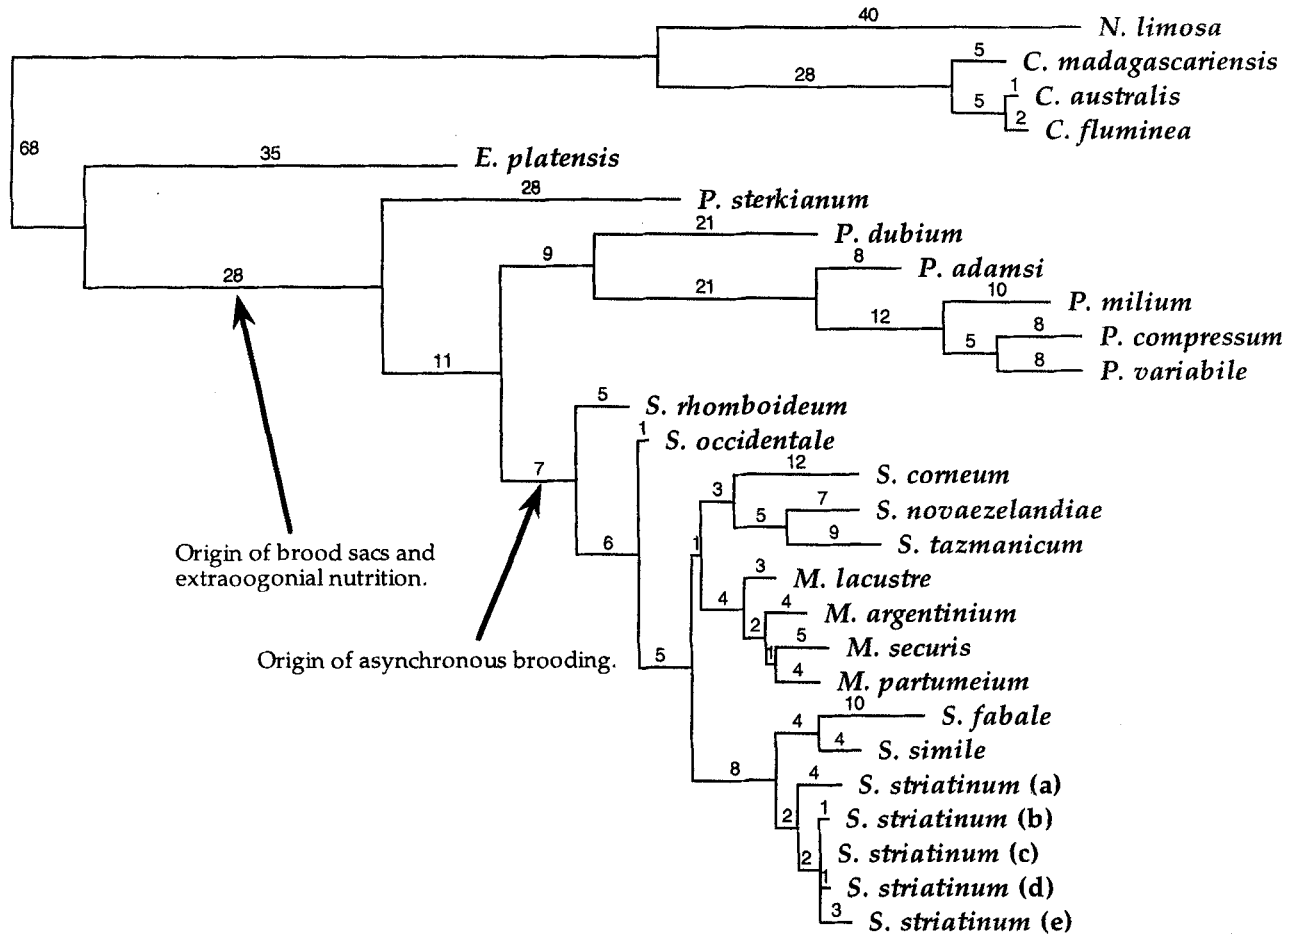 40
N. limosa
5
C. madagascariensis
28
1
C. australis
5
2
C. fluminea
68
35
E. platensis
28
P. sterkianum
21
P. dubium
9
8
P. adamsi
21
10
P. milium
12
8
P. compressum
5
8
P. variabile
28
11
5
S. rhomboideum
1
S. occidentale
7
12
S. corneum
3
7
S. novaezelandiae
5
9
S. tazmanicum
6
1
3
M. lacustre
4
4
M. argentinium
2
5
M. securis
1
4
M. partumeium
Origin of brood sacs and
extraoogonial nutrition.
Origin of asynchronous brooding.
5
10
S. fabale
4
4
S. simile
8
4
S. striatinum (a)
2
1
S. striatinum (b)
2
S. striatinum (c)
1
S. striatinum (d)
3
S. striatinum (e)